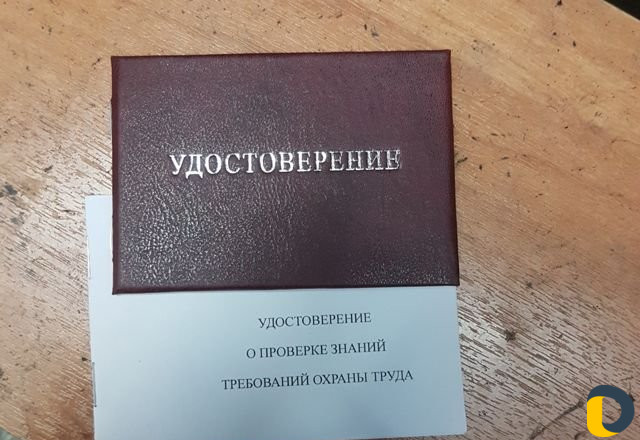 УДОСТОВЕРЕНИЕ
УДОСТОВЕРЕНИЕ
О ПРОВЕРКЕ ЗНАНИЙ
ТРЕБОВАНИЙ ОХРАНЫ ТРУДА